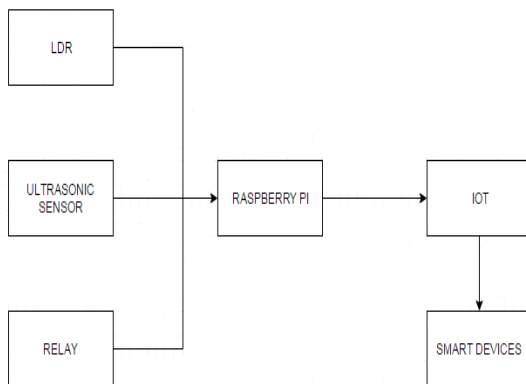 LDR
ULTRASONIC
SENSOR
RASPBERRY PI
IOT
RELAY
SMART DEVICES